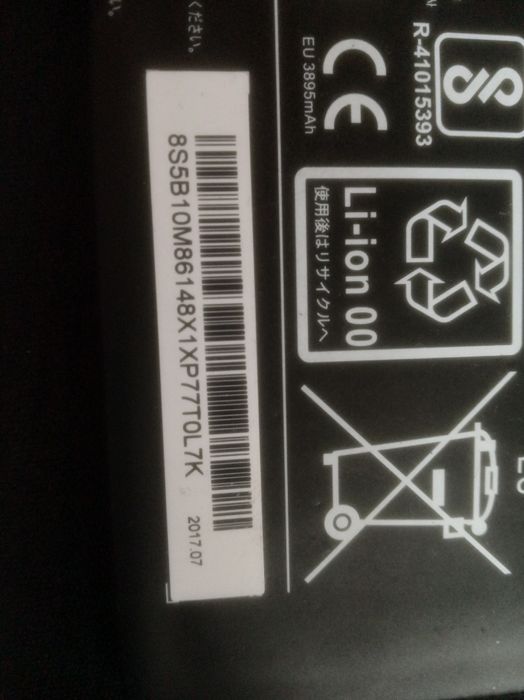 ください。
い。
R-41015393
EU 3895mAh
Li-ion 00
使用後はリサイクルへ
8S5B10M86148X1XP77T0L7K
2017.07